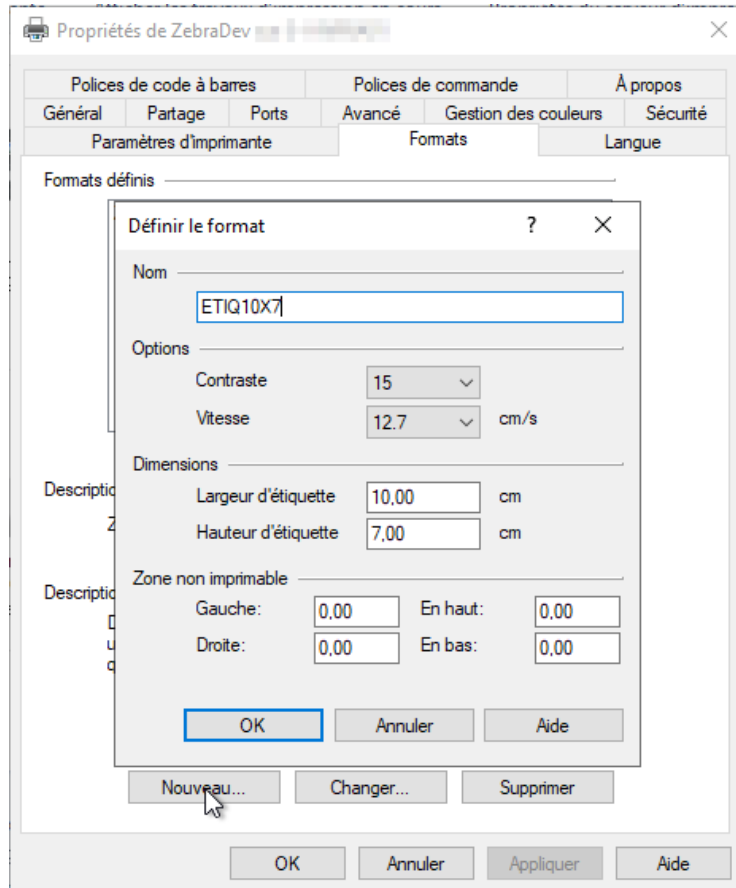 Propriétés de ZebraDev
Polices de code à barres Polices de commande À propos
Général Partage Ports Avancé Gestion des couleurs Sécurité
Paramètres d'imprimante Formats Langue
Formats définis
Définir le format ?
Nom
ETIQ10X7
Options
Contraste 15
Vitesse 12.7 cm/s
Dimensions
Largeur d'étiquette 10,00 cm
Hauteur d'étiquette 7,00 cm
Zone non imprimable
Gauche: 0,00 En haut: 0,00
Droite: 0,00 En bas: 0,00
OK Annuler Aide
Nouveau... Changer... Supprimer
OK Annuler Appliquer Aide